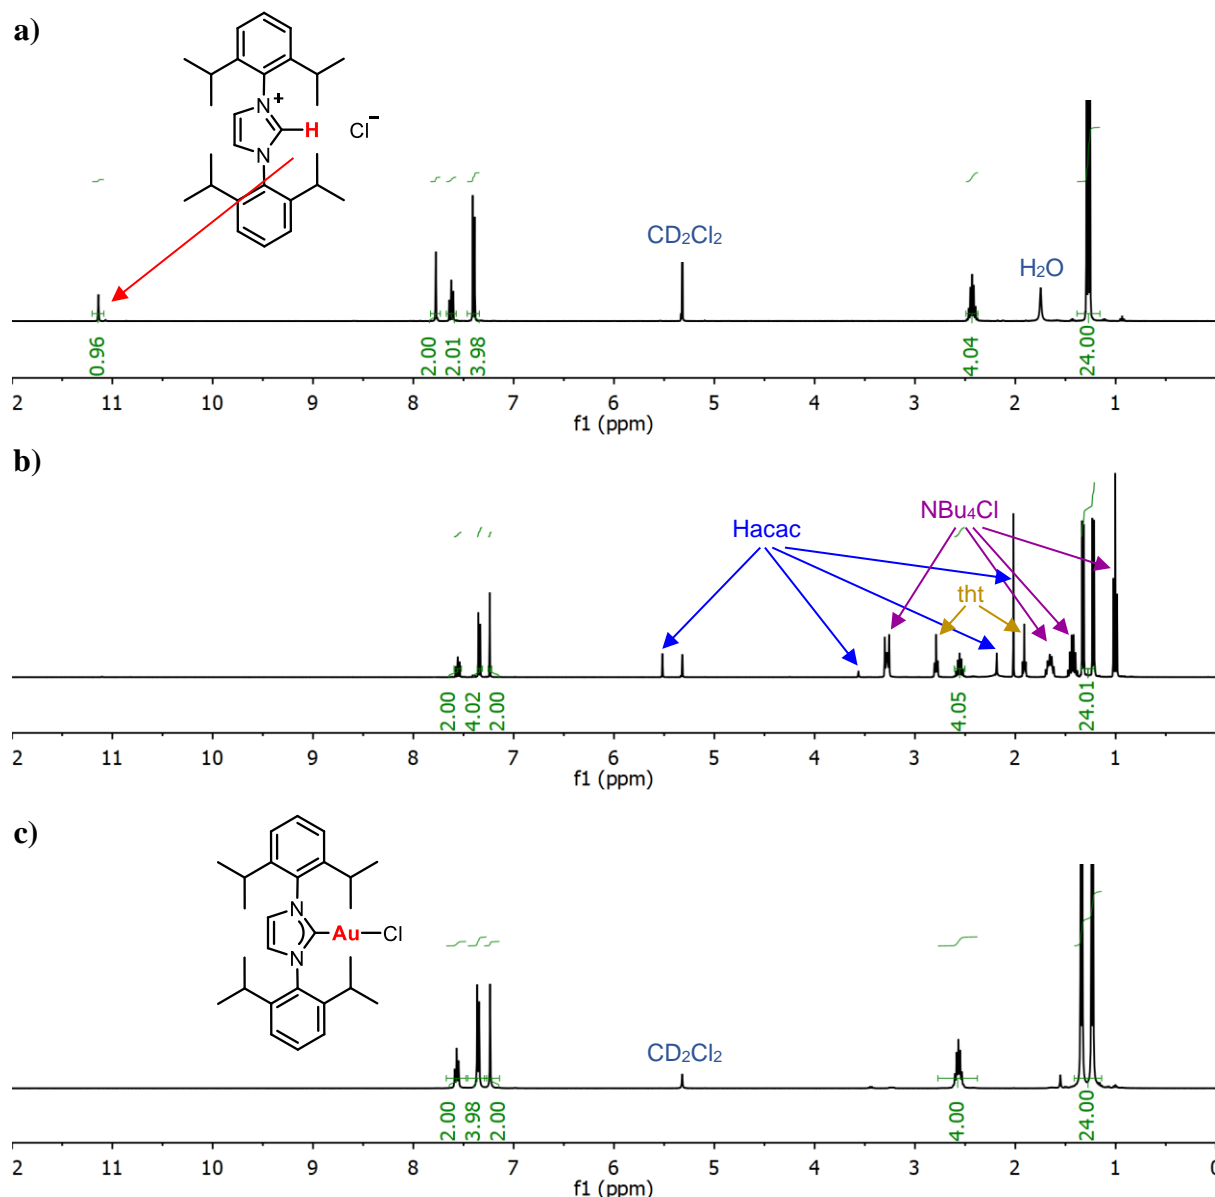 a)
N+
H
Cl−
N
CD2Cl2
H2O
0.96
2.00
2.01
3.98
4.04
24.00
2 11 10 9 8 7 6 5 4 3 2 1
f1 (ppm)
b)
Hacac
NBu4Cl
tht
2.00
4.02
2.00
4.05
24.01
2 11 10 9 8 7 6 5 4 3 2 1
f1 (ppm)
c)
N
Au
Cl
N
CD2Cl2
2.00
3.98
2.00
4.00
24.00
2 11 10 9 8 7 6 5 4 3 2 1 0
f1 (ppm)